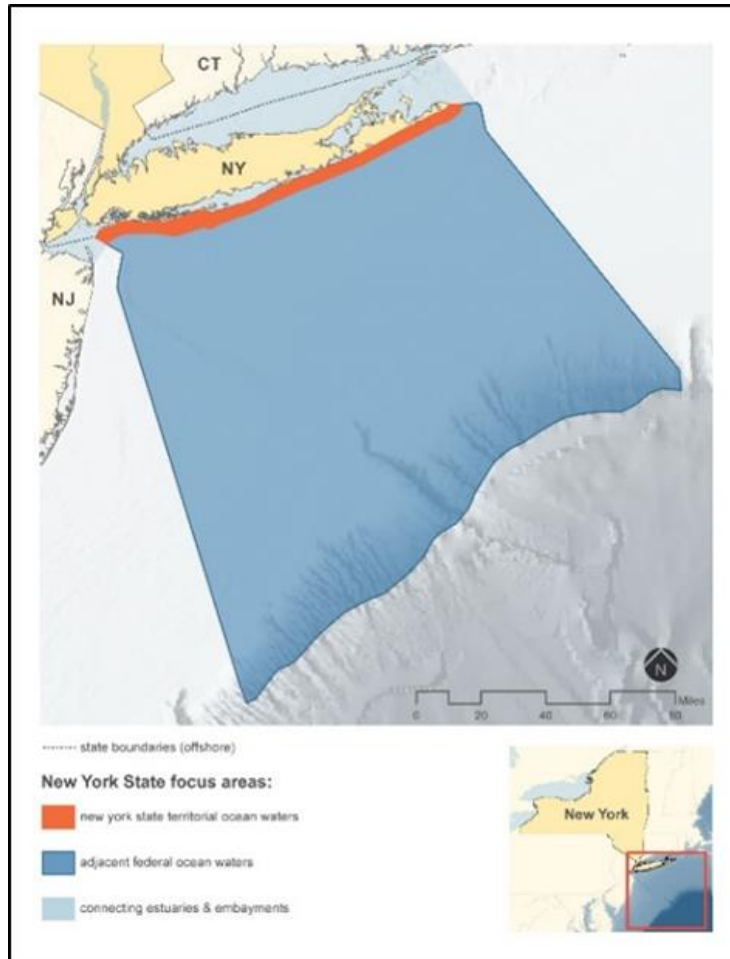 CT
NY
NJ
N
0 20 40 60 80 Miles
state boundaries (offshore)
New York State focus areas:
new york state territorial ocean waters
adjacent federal ocean waters
connecting estuaries & embayments
New York